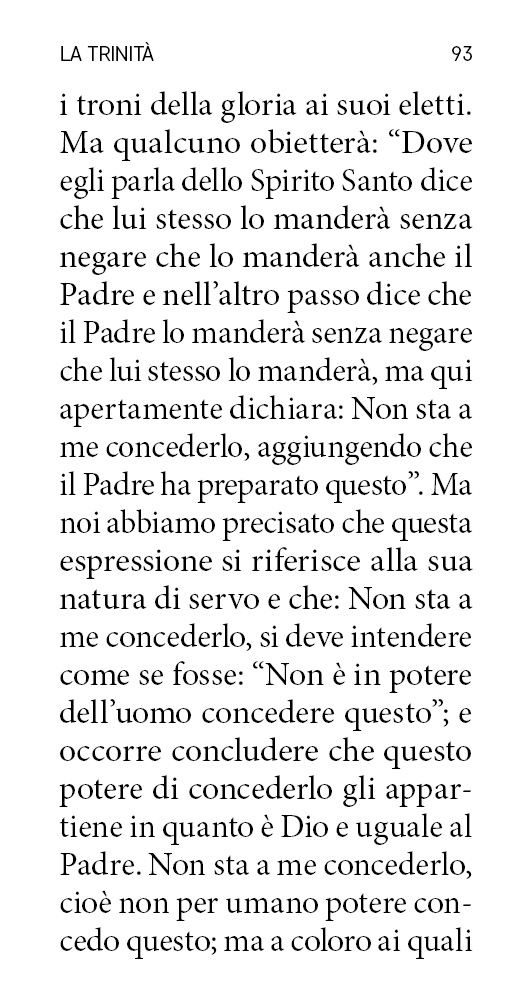 LA TRINITÀ 93
i troni della gloria ai suoi eletti.
Ma qualcuno obietterà: “Dove
egli parla dello Spirito Santo dice
che lui stesso lo manderà senza
negare che lo manderà anche il
Padre e nell’altro passo dice che
il Padre lo manderà senza negare
che lui stesso lo manderà, ma qui
apertamente dichiara: Non sta a
me concederlo, aggiungendo che
il Padre ha preparato questo”. Ma
noi abbiamo precisato che questa
espressione si riferisce alla sua
natura di servo e che: Non sta a
me concederlo, si deve intendere
come se fosse: “Non è in potere
dell’uomo concedere questo”; e
occorre concludere che questo
potere di concederlo gli appar-
tiene in quanto è Dio e uguale al
Padre. Non sta a me concederlo,
cioè non per umano potere con-
cedo questo; ma a coloro ai quali